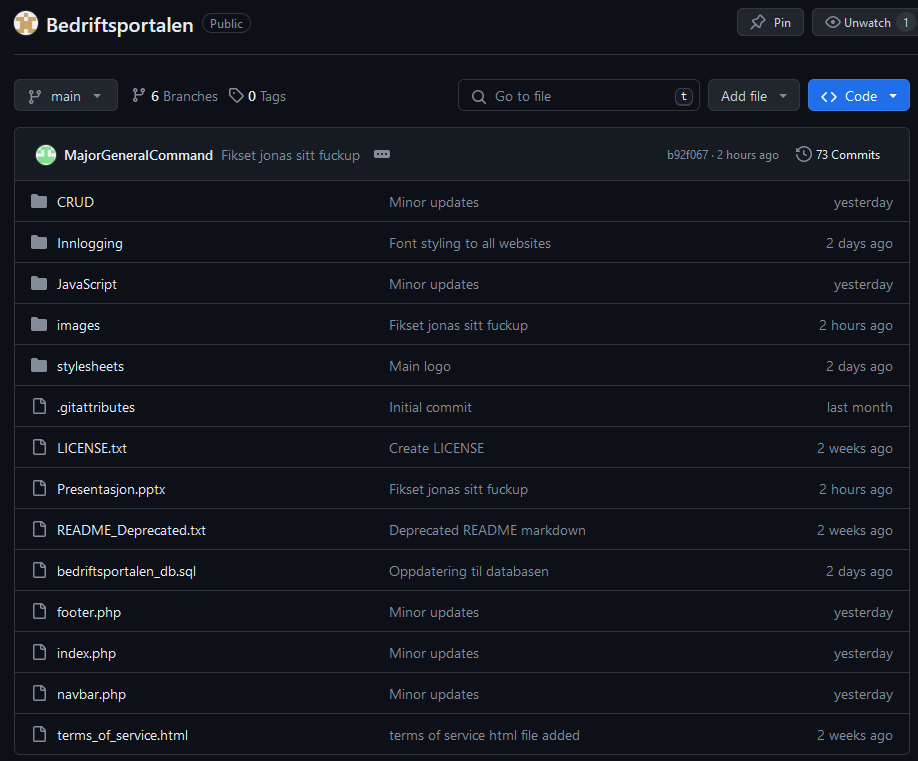 Bedriftsportalen Public Pin Unwatch 1
main 6 Branches 0 Tags Go to file t Add file Code
MajorGeneralCommand Fikset jonas sitt fuckup b92f067 · 2 hours ago 73 Commits
CRUD Minor updates yesterday
Innlogging Font styling to all websites 2 days ago
JavaScript Minor updates yesterday
images Fikset jonas sitt fuckup 2 hours ago
stylesheets Main logo 2 days ago
.gitattributes Initial commit last month
LICENSE.txt Create LICENSE 2 weeks ago
Presentasjon.pptx Fikset jonas sitt fuckup 2 hours ago
README_Deprecated.txt Deprecated README markdown 2 weeks ago
bedriftsportalen_db.sql Oppdatering til databasen 2 days ago
footer.php Minor updates yesterday
index.php Minor updates yesterday
navbar.php Minor updates yesterday
terms_of_service.html terms of service html file added 2 weeks ago